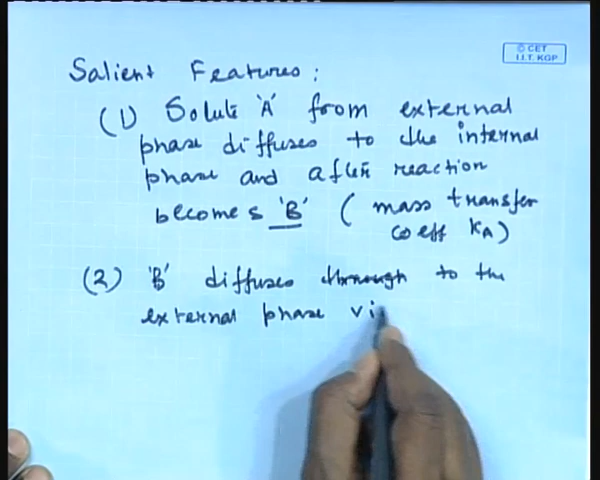 © CET
I.I.T. KGP
Salient Features:
(1) Solute 'A' from external
phase diffuses to the internal
phase and after reaction
becomes 'B' (mass transfer
coeff kA)
(2) 'B' diffuses through to the
external phase vi